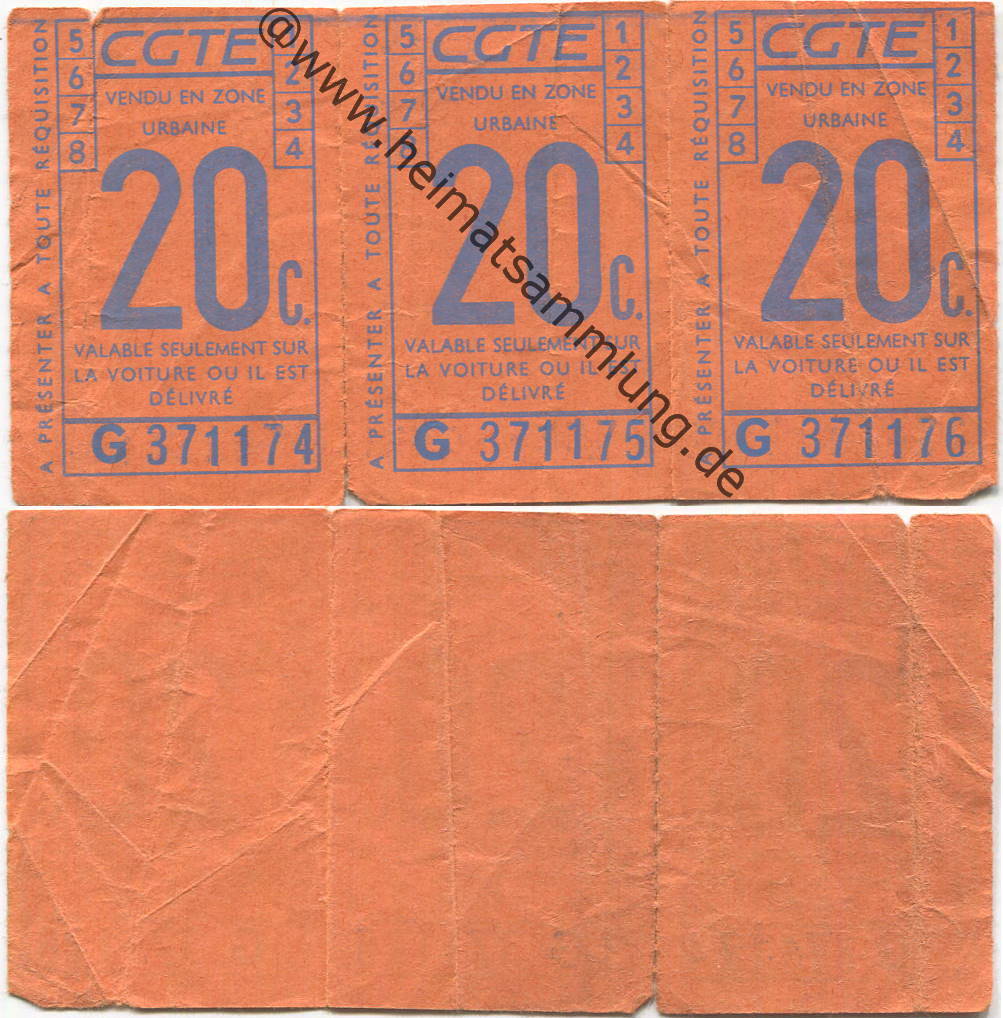 A PRÉSENTER A TOUTE RÉQUISITION
5
6
7
8
CGTE
1
2
3
4
VENDU EN ZONE
URBAINE
20 C.
VALABLE SEULEMENT SUR
LA VOITURE OU IL EST
DÉLIVRÉ
G 371174
A PRÉSENTER A TOUTE RÉQUISITION
5
6
7
CGTE
1
2
3
4
VENDU EN ZONE
URBAINE
20 C.
VALABLE SEULEMENT SUR
LA VOITURE OU IL EST
DÉLIVRÉ
G 371175
A PRÉSENTER A TOUTE RÉQUISITION
5
6
7
8
CGTE
1
2
3
4
VENDU EN ZONE
URBAINE
20 C.
VALABLE SEULEMENT SUR
LA VOITURE OU IL EST
DÉLIVRÉ
G 371176
@www.heimatsammlung.de